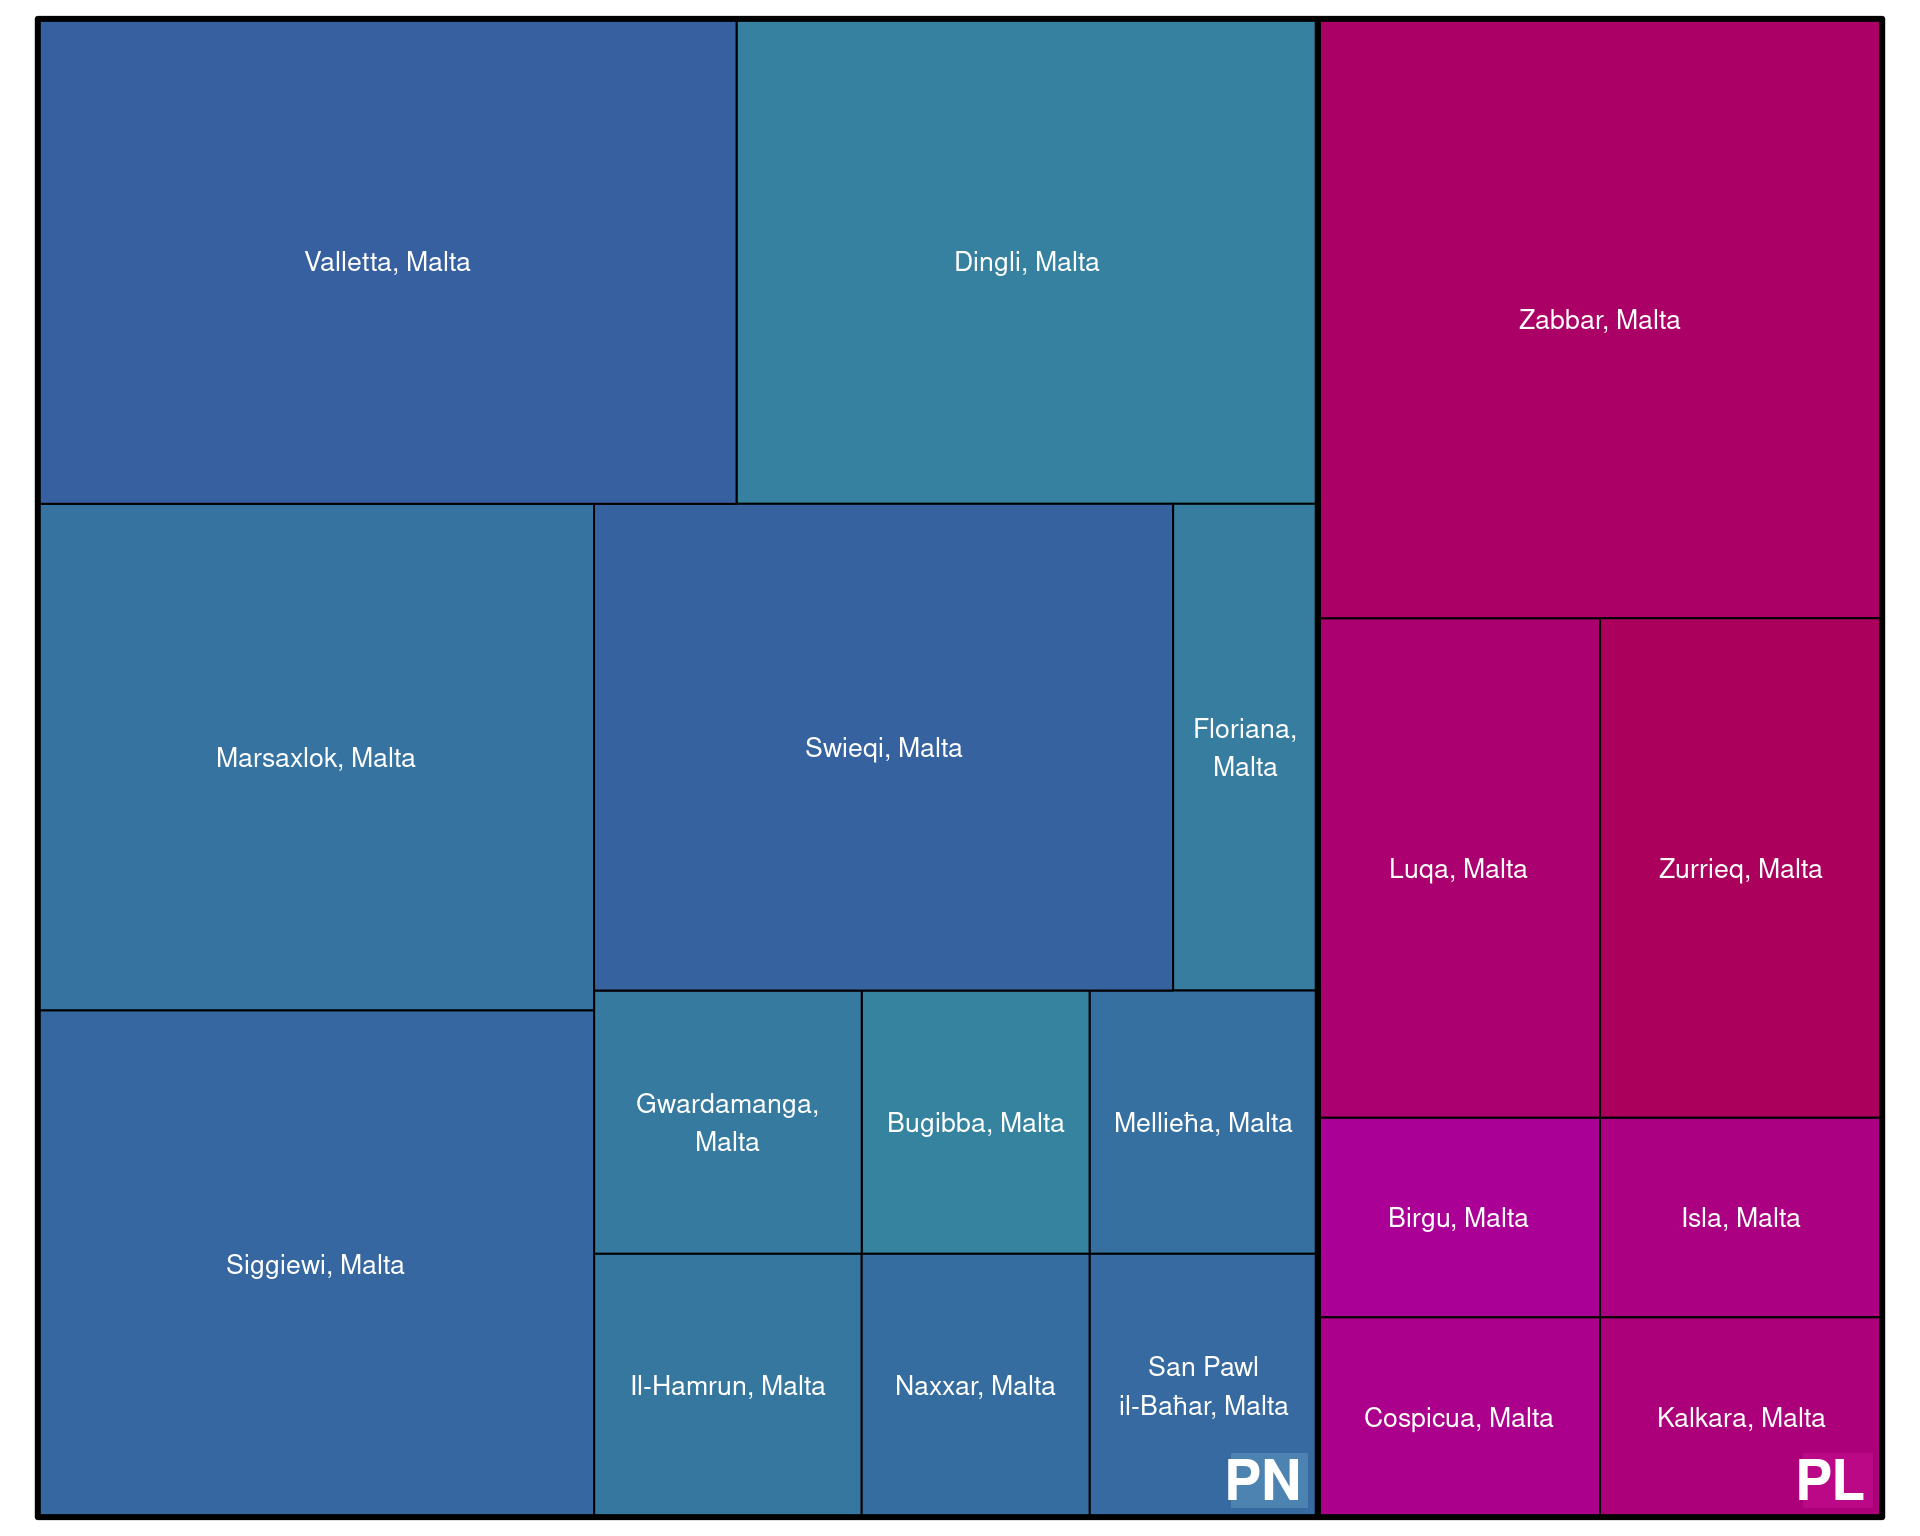 Valletta, Malta
Dingli, Malta
Zabbar, Malta
Marsaxlok, Malta
Swieqi, Malta
Floriana,
Malta
Luqa, Malta
Zurrieq, Malta
Siggiewi, Malta
Gwardamanga,
Malta
Bugibba, Malta
Mellieħa, Malta
Birgu, Malta
Isla, Malta
Il-Hamrun, Malta
Naxxar, Malta
San Pawl
il-Baħar, Malta
Cospicua, Malta
Kalkara, Malta
PN
PL